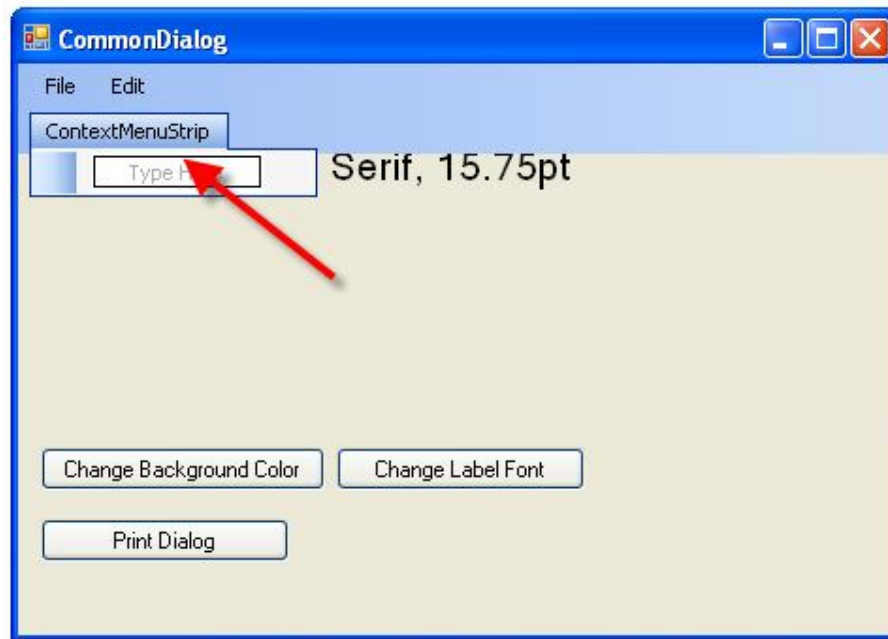 CommonDialog
File Edit
ContextMenuStrip
Type
Serif, 15.75pt
Change Background Color Change Label Font
Print Dialog